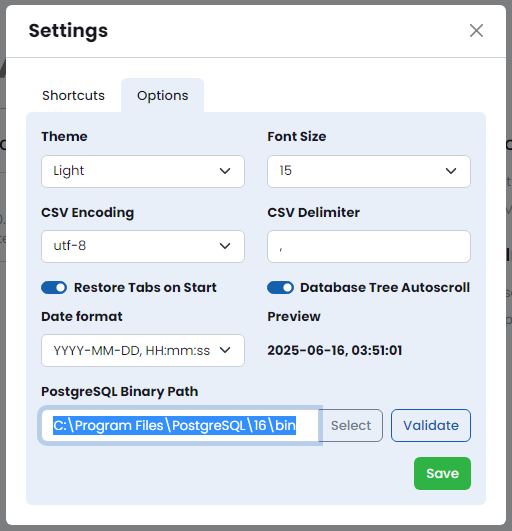 Settings
Shortcuts Options
Theme Font Size
Light 15
CSV Encoding CSV Delimiter
utf-8 ,
Restore Tabs on Start Database Tree Autoscroll
Date format Preview
YYYY-MM-DD, HH:mm:ss 2025-06-16, 03:51:01
PostgreSQL Binary Path
C:\Program Files\PostgreSQL\16\bin Select Validate
Save